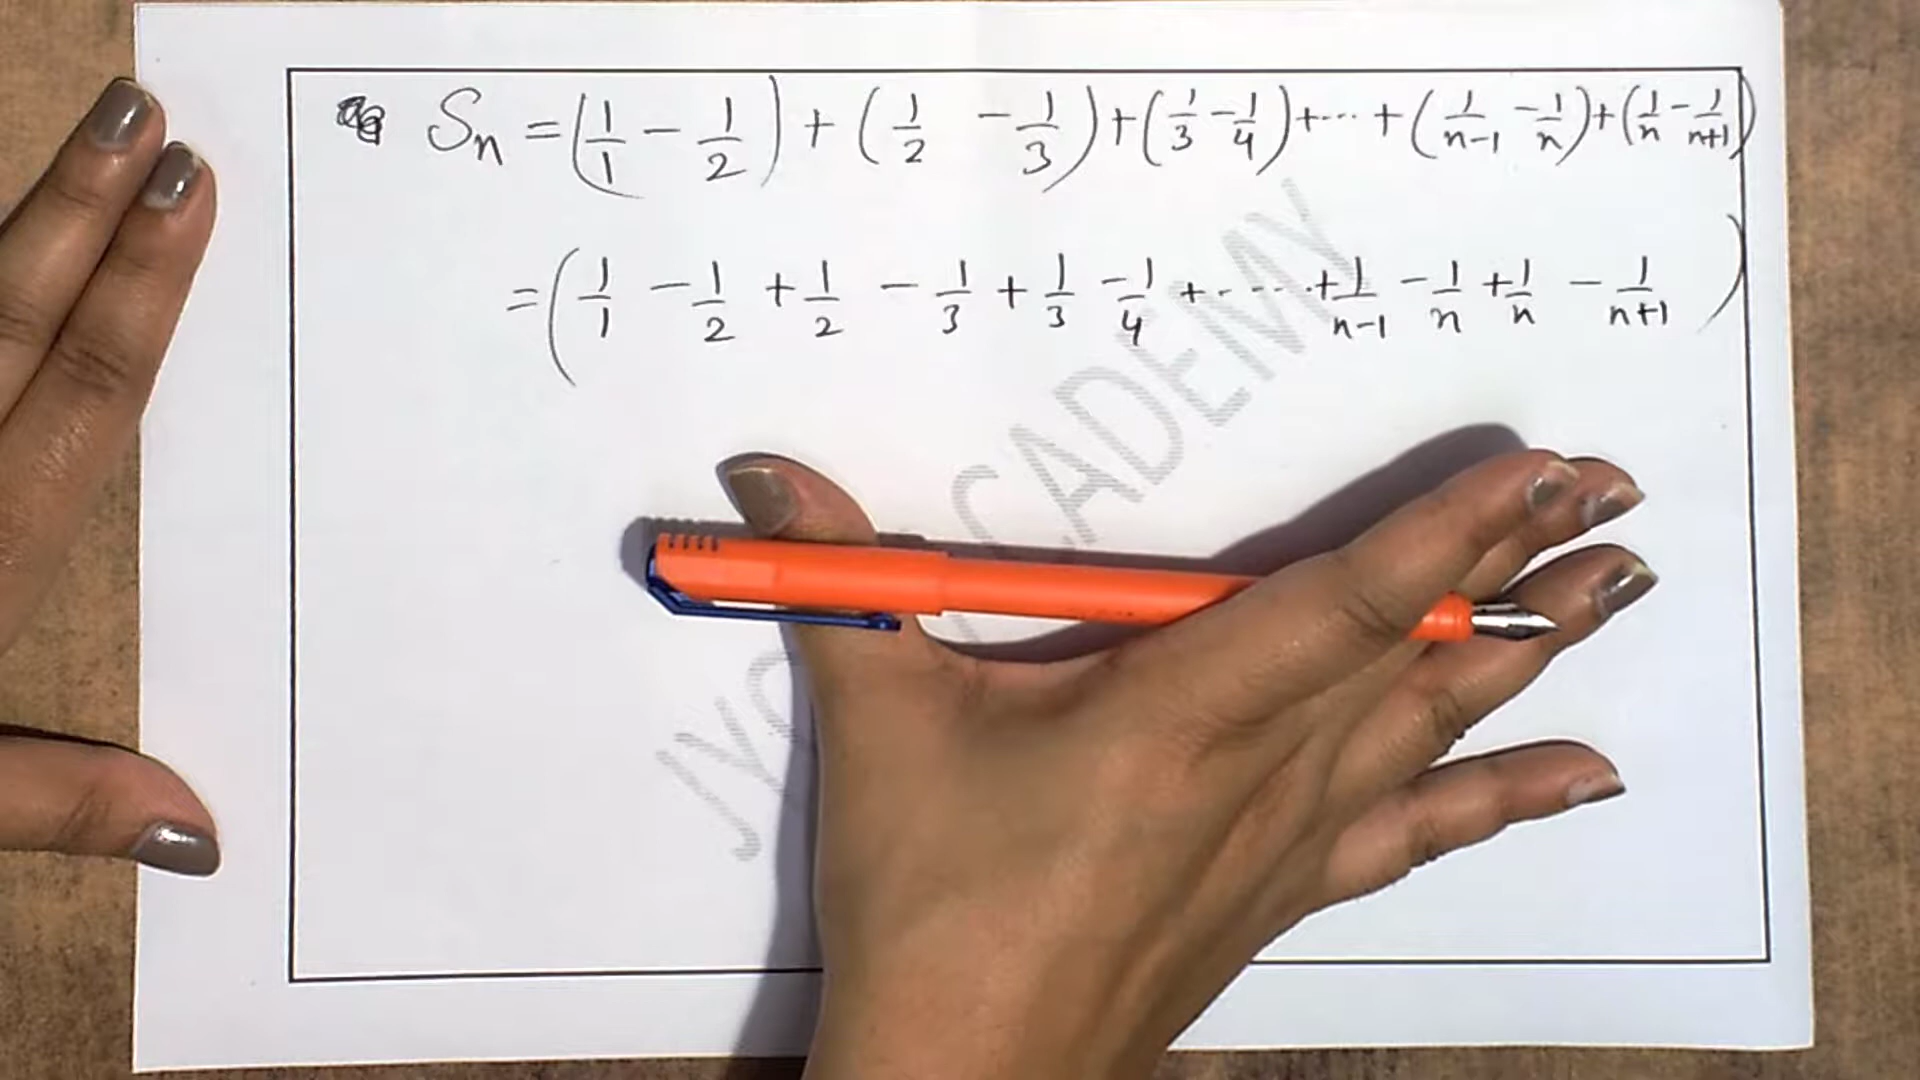 Sₙ = (1/1 - 1/2) + (1/2 - 1/3) + (1/3 - 1/4) + ... + (1/n-1 - 1/n) + (1/n - 1/n+1)
= (1/1 - 1/2 + 1/2 - 1/3 + 1/3 - 1/4 + ..... + 1/n-1 - 1/n + 1/n - 1/n+1)
CADEMY